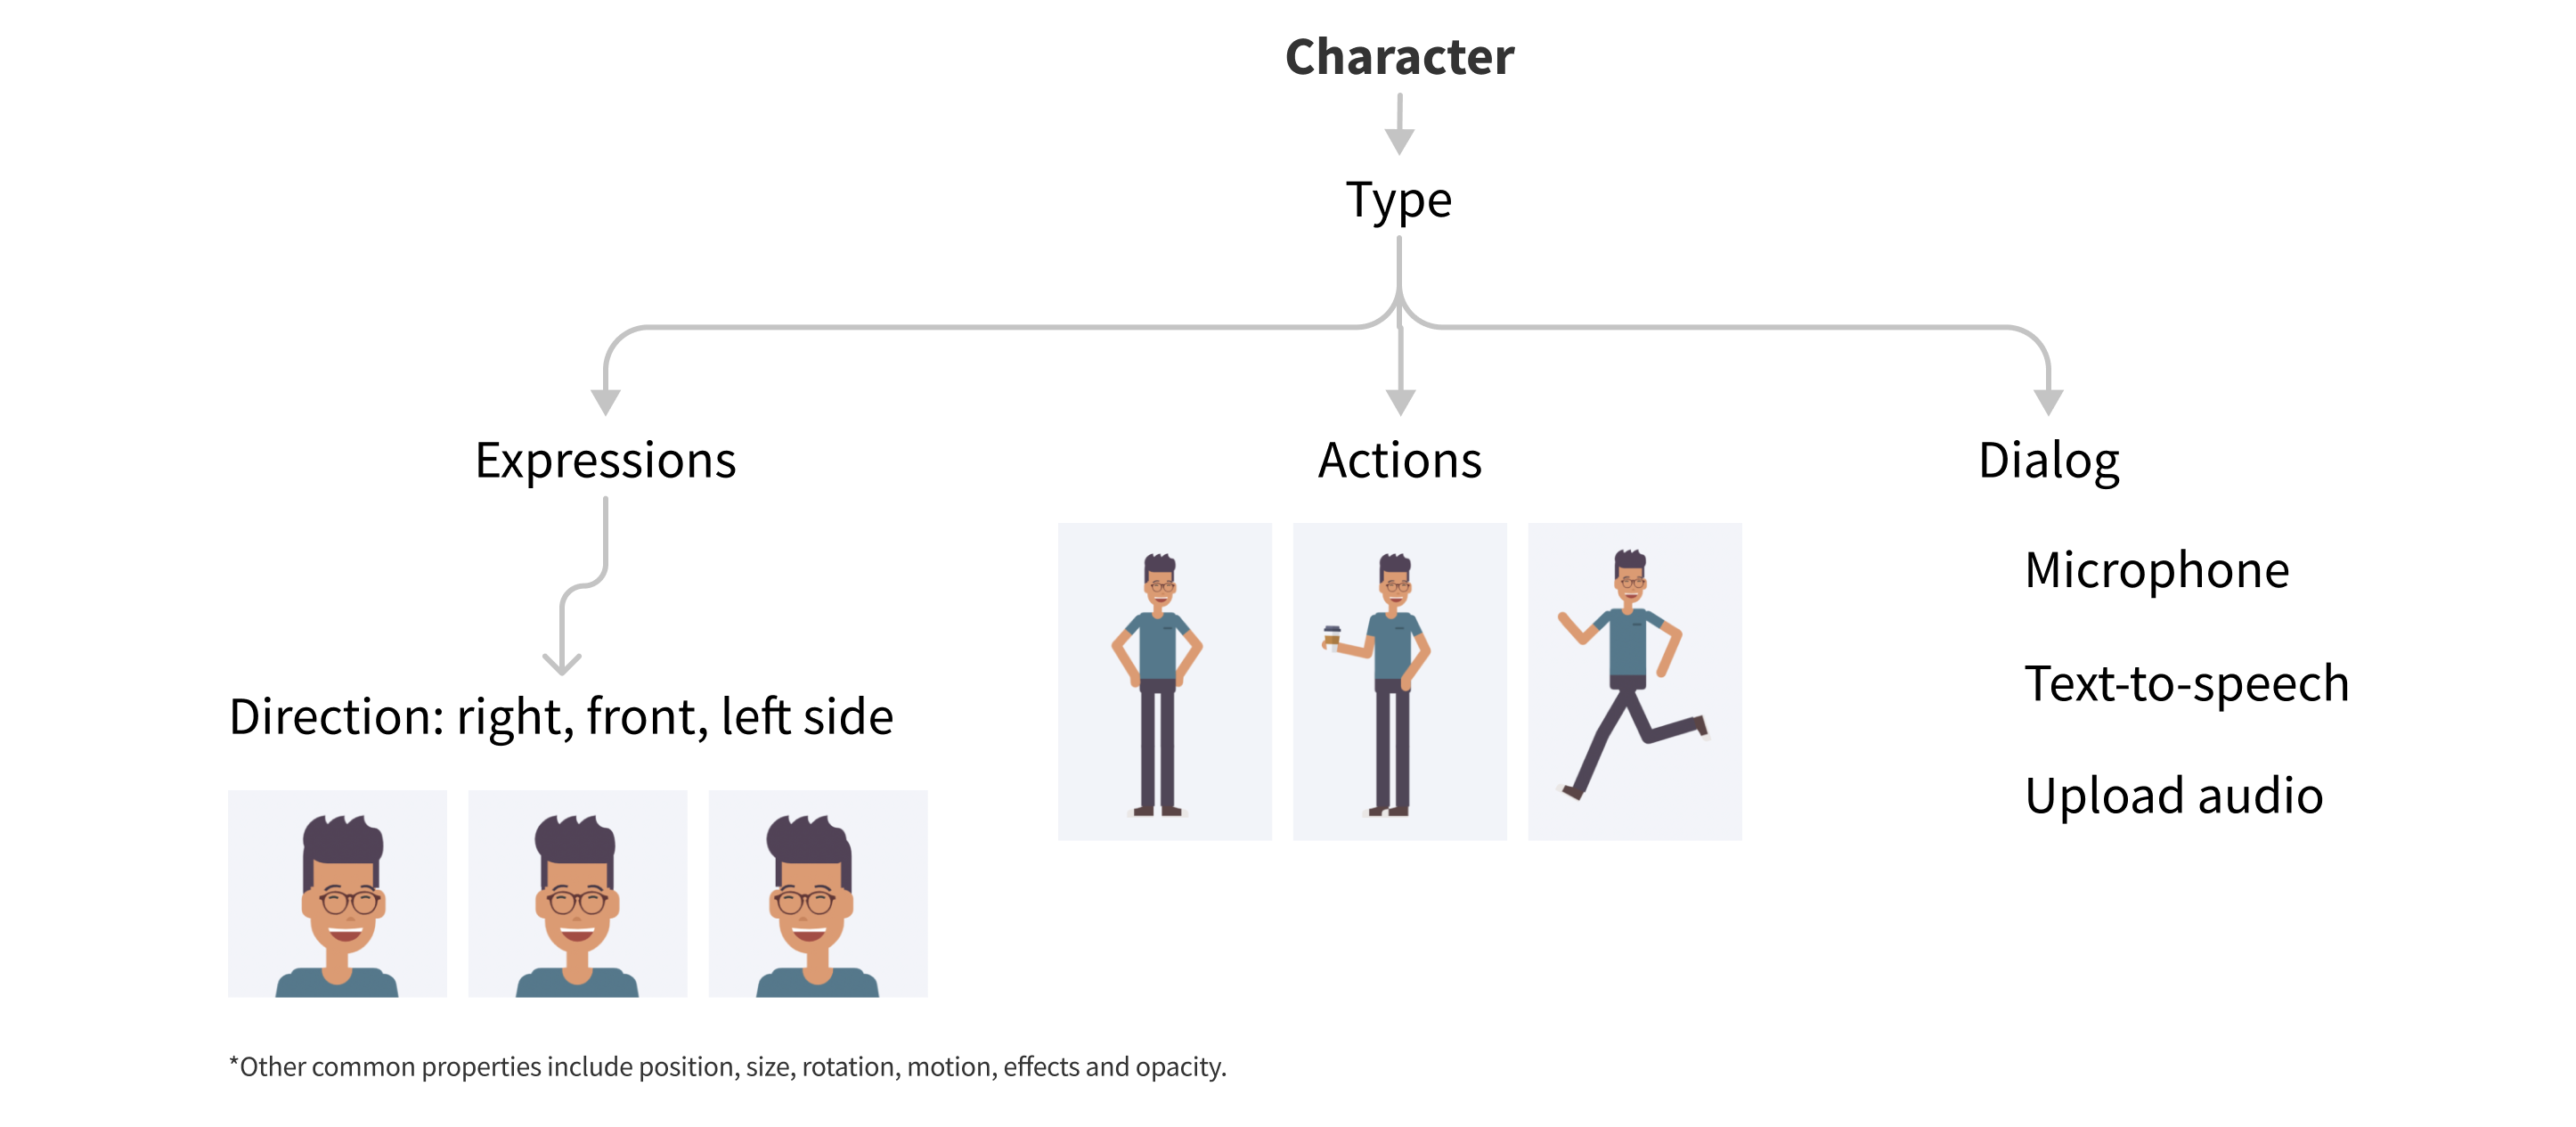 Character
Type
Expressions
Actions
Dialog
Microphone
Text-to-speech
Upload audio
Direction: right, front, left side
*Other common properties include position, size, rotation, motion, effects and opacity.